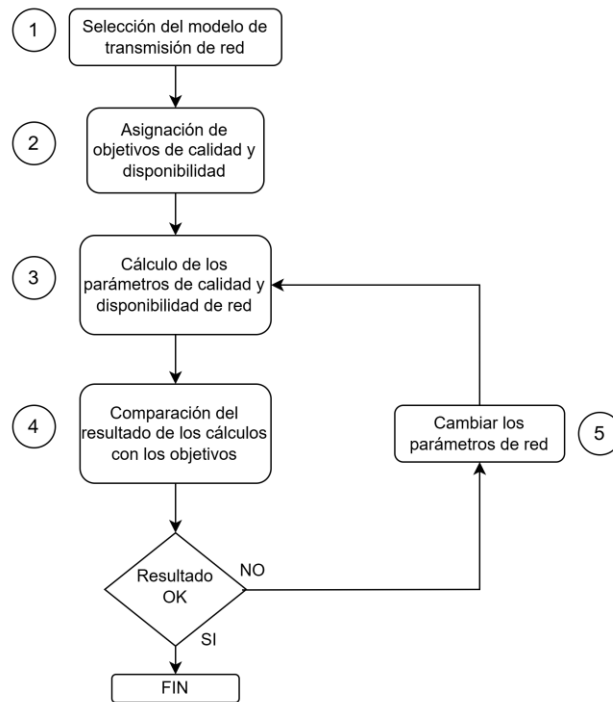 1
Selección del modelo de
transmisión de red
2
Asignación de
objetivos de calidad y
disponibilidad
3
Cálculo de los
parámetros de calidad y
disponibilidad de red
4
Comparación del
resultado de los cálculos
con los objetivos
Cambiar los
parámetros de red
5
Resultado
OK
NO
SI
FIN